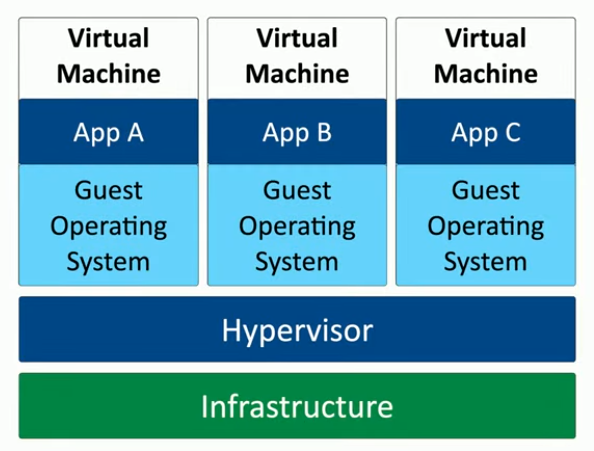 Virtual
Machine
Virtual
Machine
Virtual
Machine
App A
App B
App C
Guest
Operating
System
Guest
Operating
System
Guest
Operating
System
Hypervisor
Infrastructure